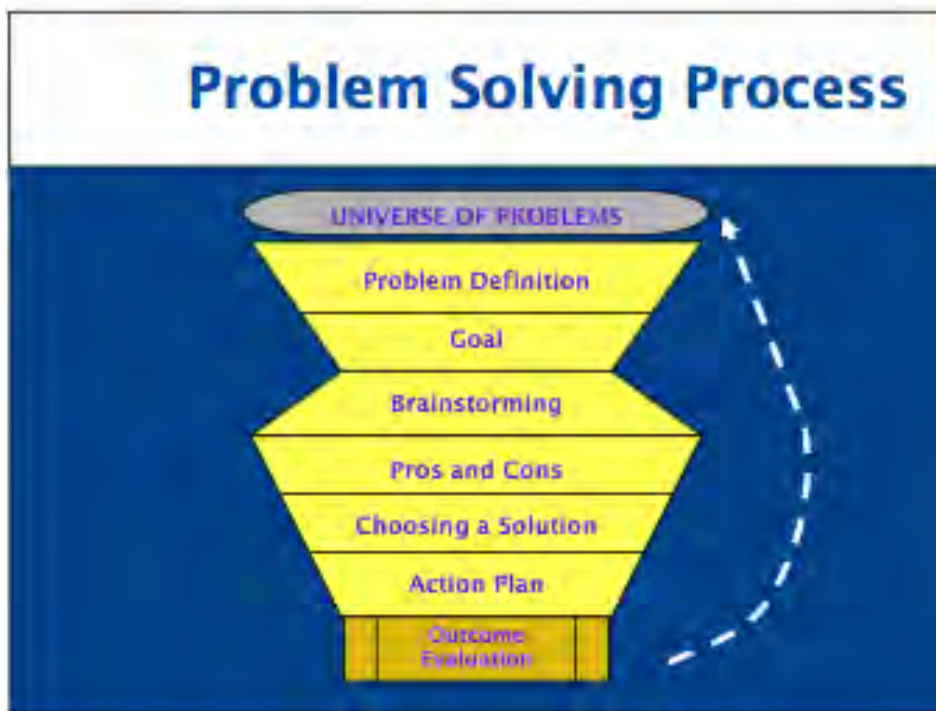 Problem Solving Process
UNIVERSE OF PROBLEMS
Problem Definition
Goal
Brainstorming
Pros and Cons
Choosing a Solution
Action Plan
Outcome
Evaluation